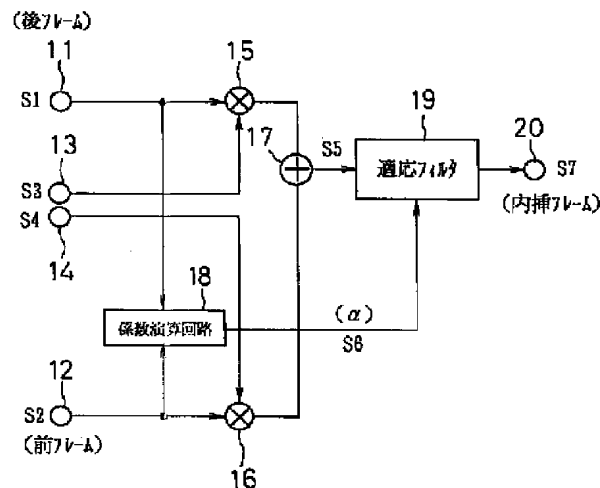 (後フレーム)
11
S1
15
13
S3
S4
14
17
S5
19
適応フィルタ
20
S7
(内挿フレーム)
18
係数演算回路
(α)
S6
12
S2
(前フレーム)
16